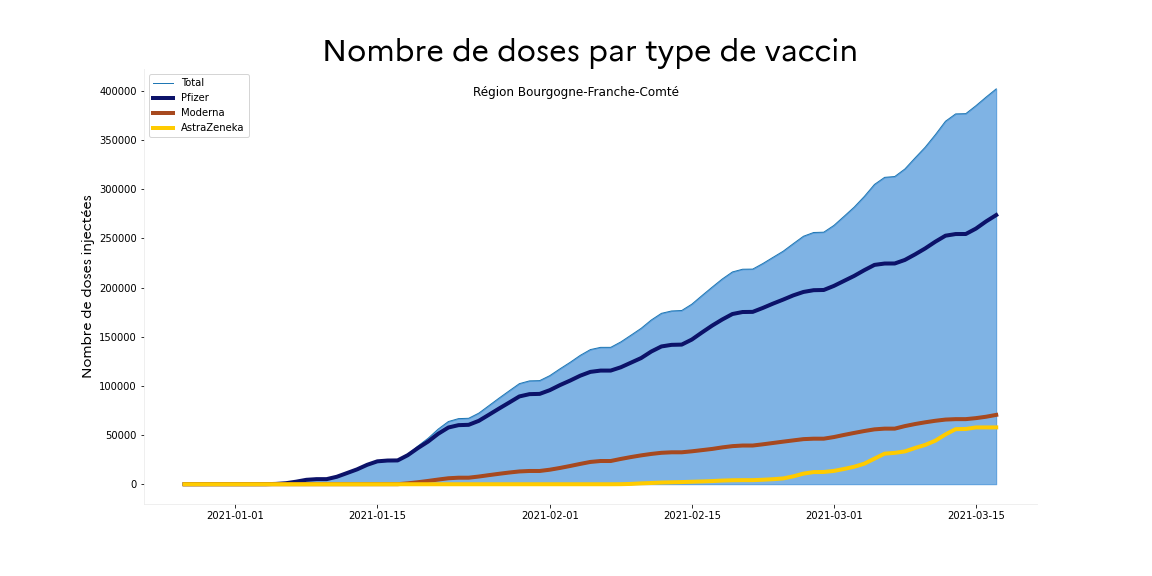 Nombre de doses par type de vaccin
Région Bourgogne-Franche-Comté
Total
Pfizer
Moderna
AstraZeneka
Nombre de doses injectées
400000
350000
300000
250000
200000
150000
100000
50000
0
2021-01-01 2021-01-15 2021-02-01 2021-02-15 2021-03-01 2021-03-15